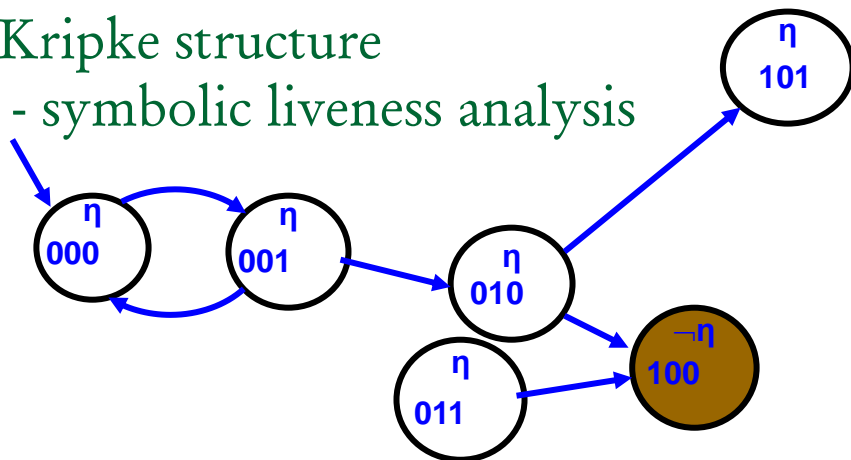 Kripke structure
- symbolic liveness analysis
η
101
η
000
η
001
η
010
¬η
100
η
011